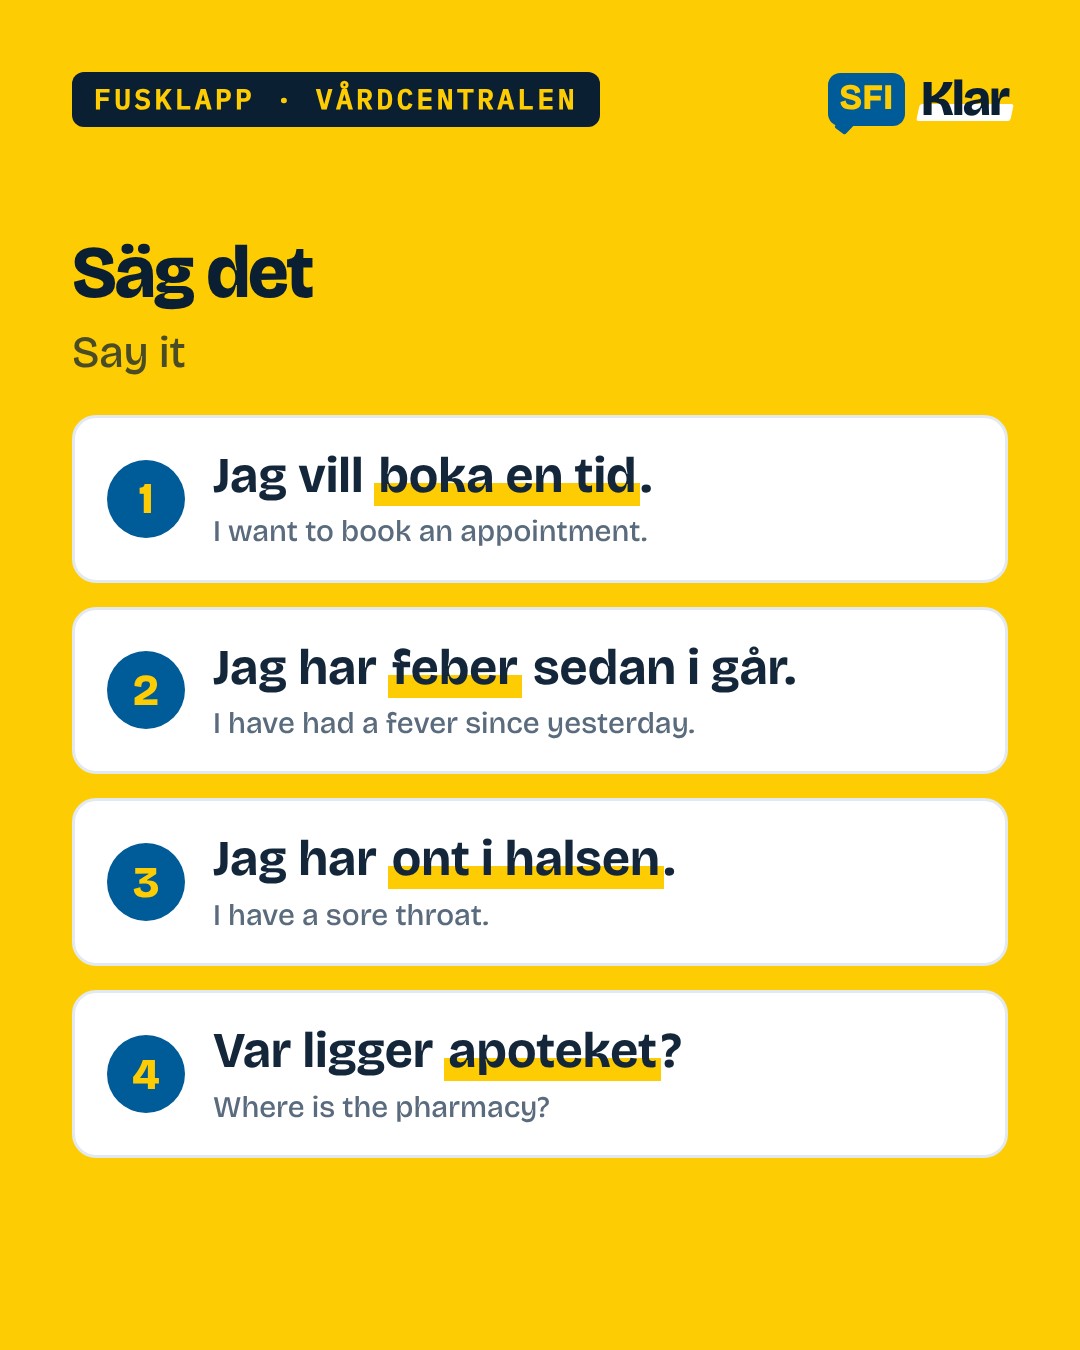 FUSKLAPP · VÅRDCENTRALEN
SFI Klar
Säg det
Say it
1
Jag vill boka en tid.
I want to book an appointment.
2
Jag har feber sedan i går.
I have had a fever since yesterday.
3
Jag har ont i halsen.
I have a sore throat.
4
Var ligger apoteket?
Where is the pharmacy?